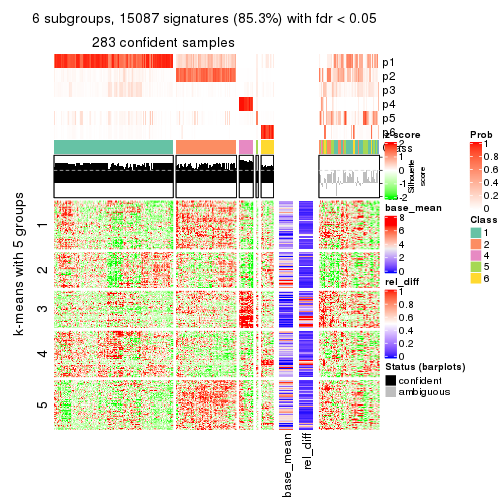 6 subgroups, 15087 signatures (85.3%) with fdr < 0.05
283 confident samples
p1
p2
p3
p4
p5
p6
Class
Silhouette
score
k-means with 5 groups
1
2
3
4
5
base_mean
rel_diff
z-score
2
1
0
-1
-2
base_mean
8
6
4
2
0
rel_diff
1
0.8
0.6
0.4
0.2
0
Status (barplots)
confident
ambiguous
Prob
1
0.8
0.6
0.4
0.2
0
Class
1
2
4
5
6